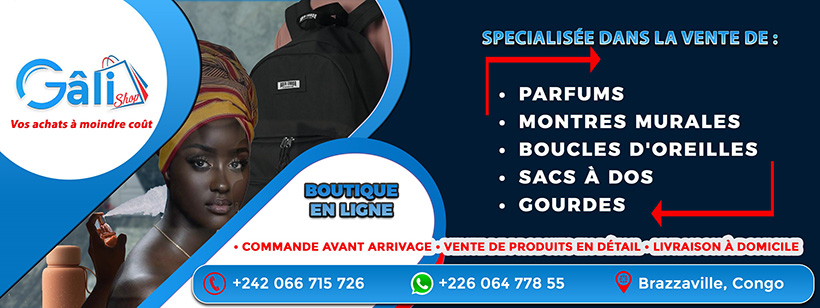 Gâli
Shop
Vos achats à moindre coût
BOUTIQUE
EN LIGNE
SPECIALISÉE DANS LA VENTE DE :
• PARFUMS
• MONTRES MURALES
• BOUCLES D'OREILLES
• SACS À DOS
• GOURDES
• COMMANDE AVANT ARRIVAGE • VENTE DE PRODUITS EN DÉTAIL • LIVRAISON À DOMICILE
+242 066 715 726
+226 064 778 55
Brazzaville, Congo